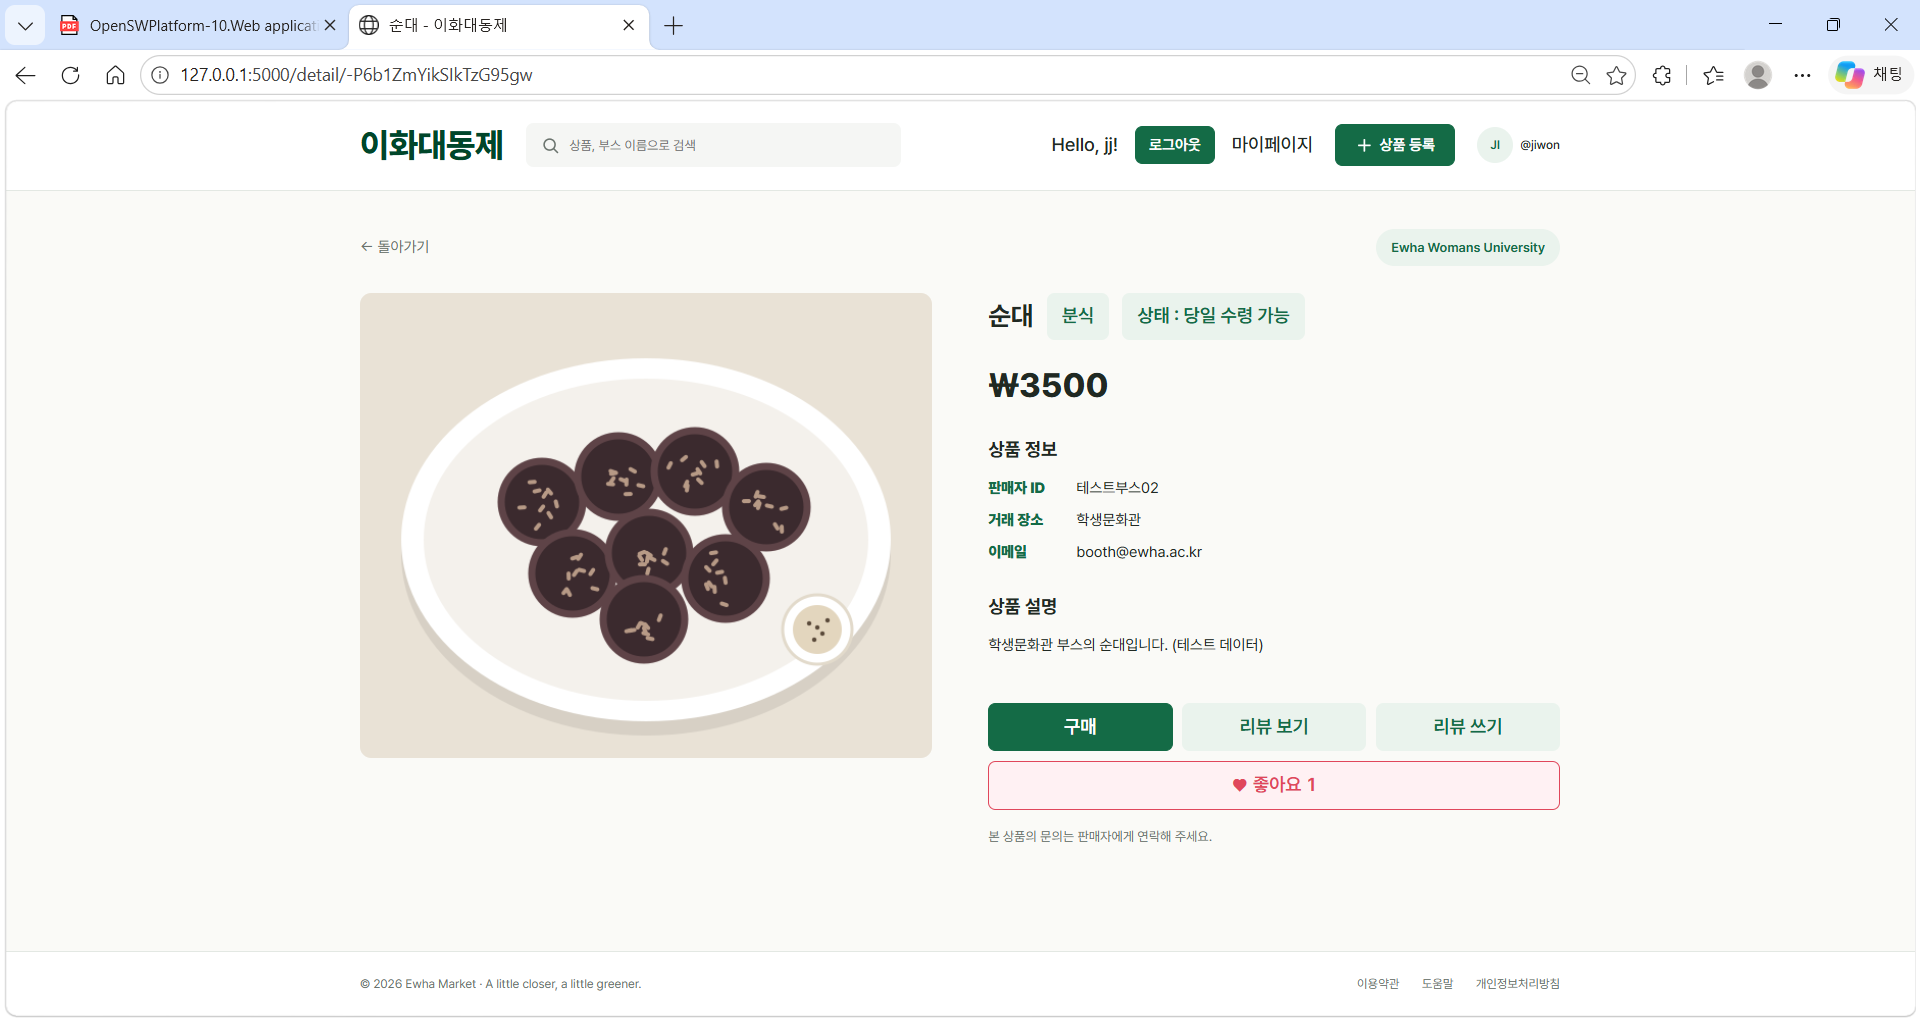 OpenSWPlatform-10.Web applicat
순대 - 이화대동제
127.0.0.1:5000/detail/-P6b1ZmYikSIkTzG95gw
채팅
이화대동제
상품, 부스 이름으로 검색
Hello, jj!
로그아웃
마이페이지
+ 상품 등록
JI
@jiwon
← 돌아가기
Ewha Womans University
순대
분식
상태 : 당일 수령 가능
₩3500
상품 정보
판매자 ID 테스트부스02
거래 장소 학생문화관
이메일 booth@ewha.ac.kr
상품 설명
학생문화관 부스의 순대입니다. (테스트 데이터)
구매
리뷰 보기
리뷰 쓰기
♥ 좋아요 1
본 상품의 문의는 판매자에게 연락해 주세요.
© 2026 Ewha Market · A little closer, a little greener.
이용약관
도움말
개인정보처리방침